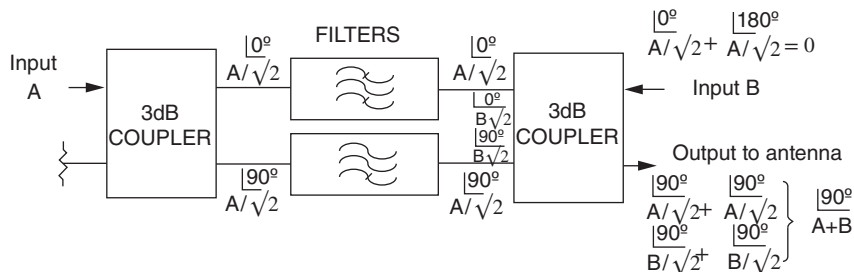 FILTERS
Input
A
3dB
COUPLER
|0º
A/√2
|90º
A/√2
|0º
A/√2
|0º
B√2
|90º
B√2
|90º
A/√2
3dB
COUPLER
|0º |180º
A/√2 + A/√2 = 0
Input B
Output to antenna
|90º |90º
A/√2 + A/√2
|90º |90º
B/√2 + B/√2
|90º
A+B